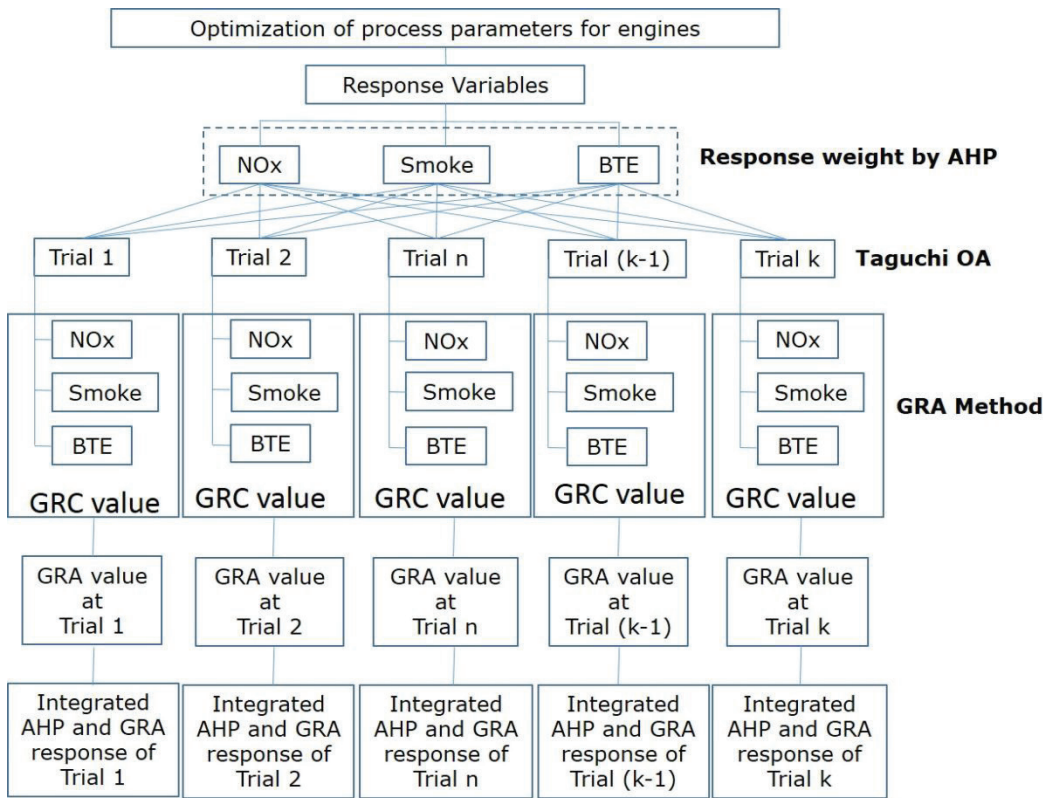 Optimization of process parameters for engines
Response Variables
NOx
Smoke
BTE
Response weight by AHP
Trial 1
Trial 2
Trial n
Trial (k-1)
Trial k
Taguchi OA
NOx
Smoke
BTE
GRC value
NOx
Smoke
BTE
GRC value
NOx
Smoke
BTE
GRC value
NOx
Smoke
BTE
GRC value
NOx
Smoke
BTE
GRC value
GRA Method
GRA value
at
Trial 1
GRA value
at
Trial 2
GRA value
at
Trial n
GRA value
at
Trial (k-1)
GRA value
at
Trial k
Integrated
AHP and GRA
response of
Trial 1
Integrated
AHP and GRA
response of
Trial 2
Integrated
AHP and GRA
response of
Trial n
Integrated
AHP and GRA
response of
Trial (k-1)
Integrated
AHP and GRA
response of
Trial k